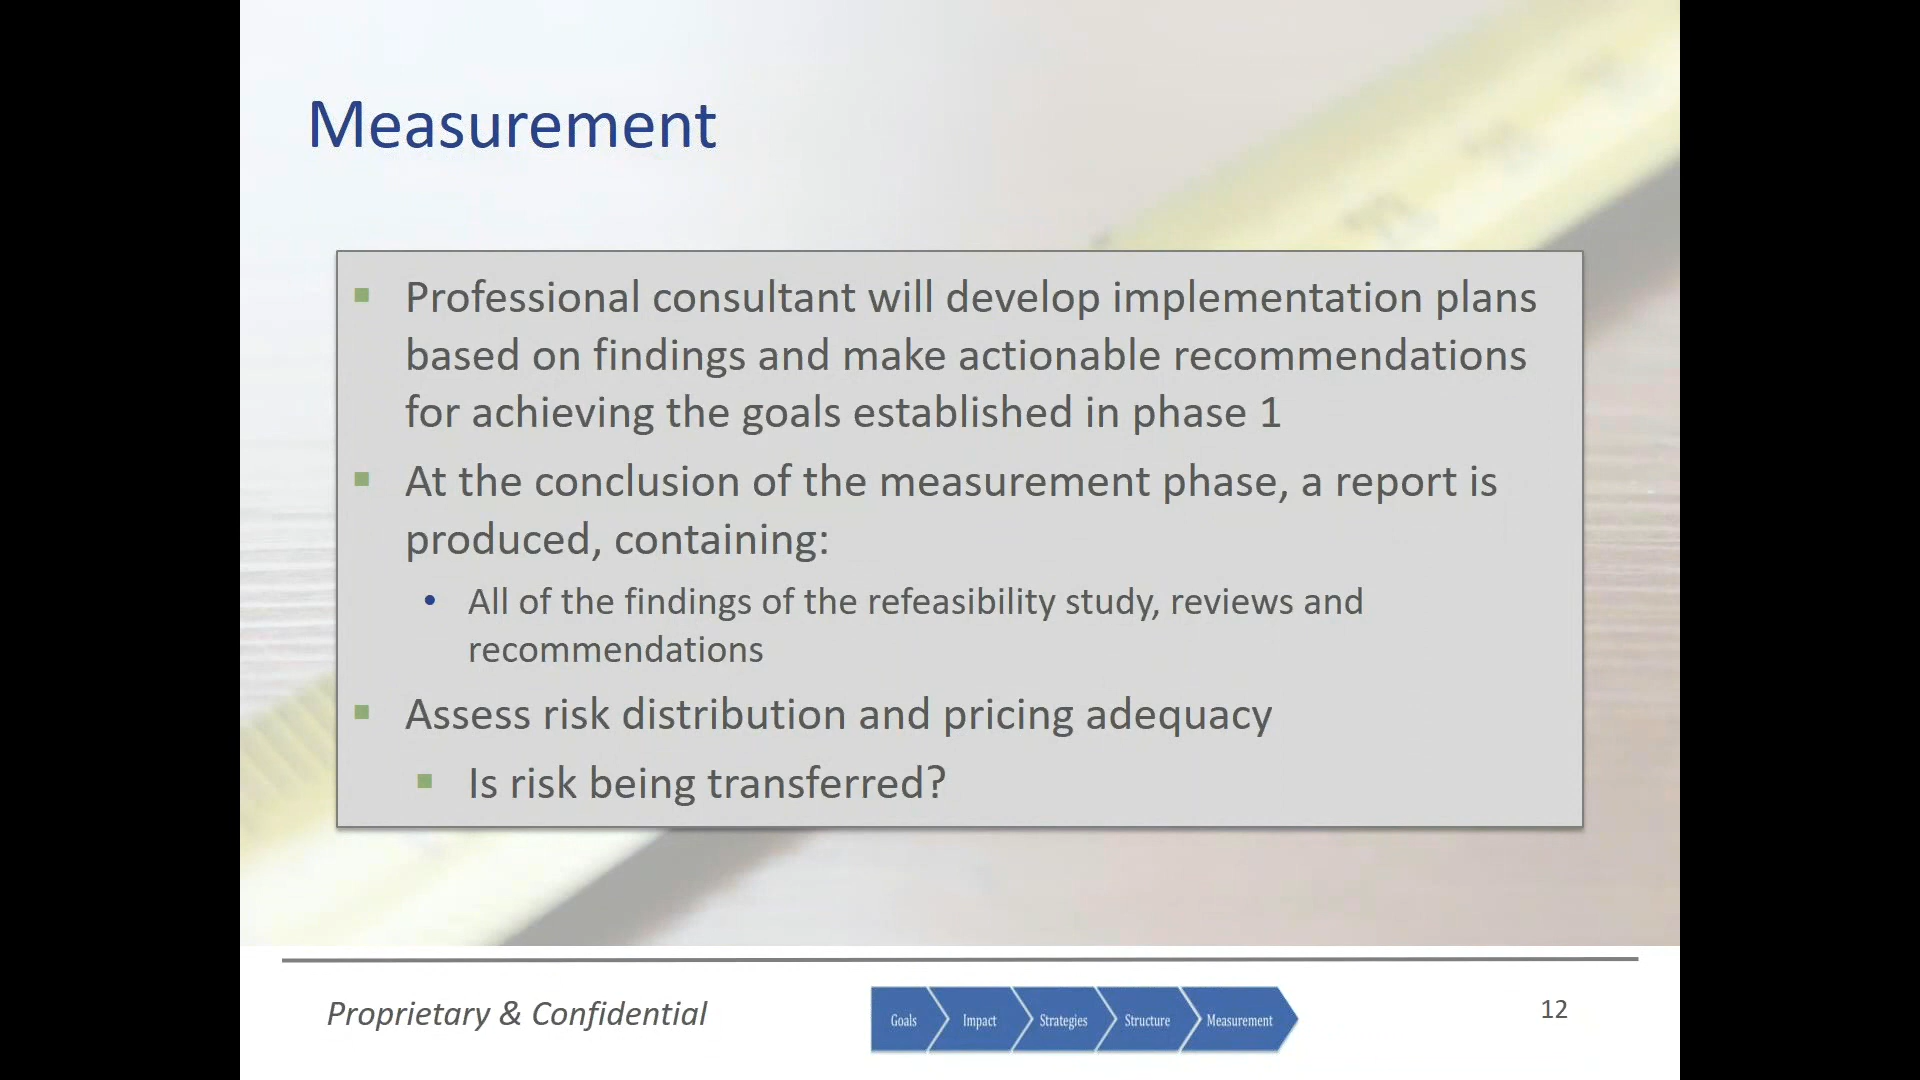 Measurement
Professional consultant will develop implementation plans
based on findings and make actionable recommendations
for achieving the goals established in phase 1
At the conclusion of the measurement phase, a report is
produced, containing:
All of the findings of the refeasibility study, reviews and
recommendations
Assess risk distribution and pricing adequacy
Is risk being transferred?
Proprietary & Confidential
Goals
Impact
Strategies
Structure
Measurement
12